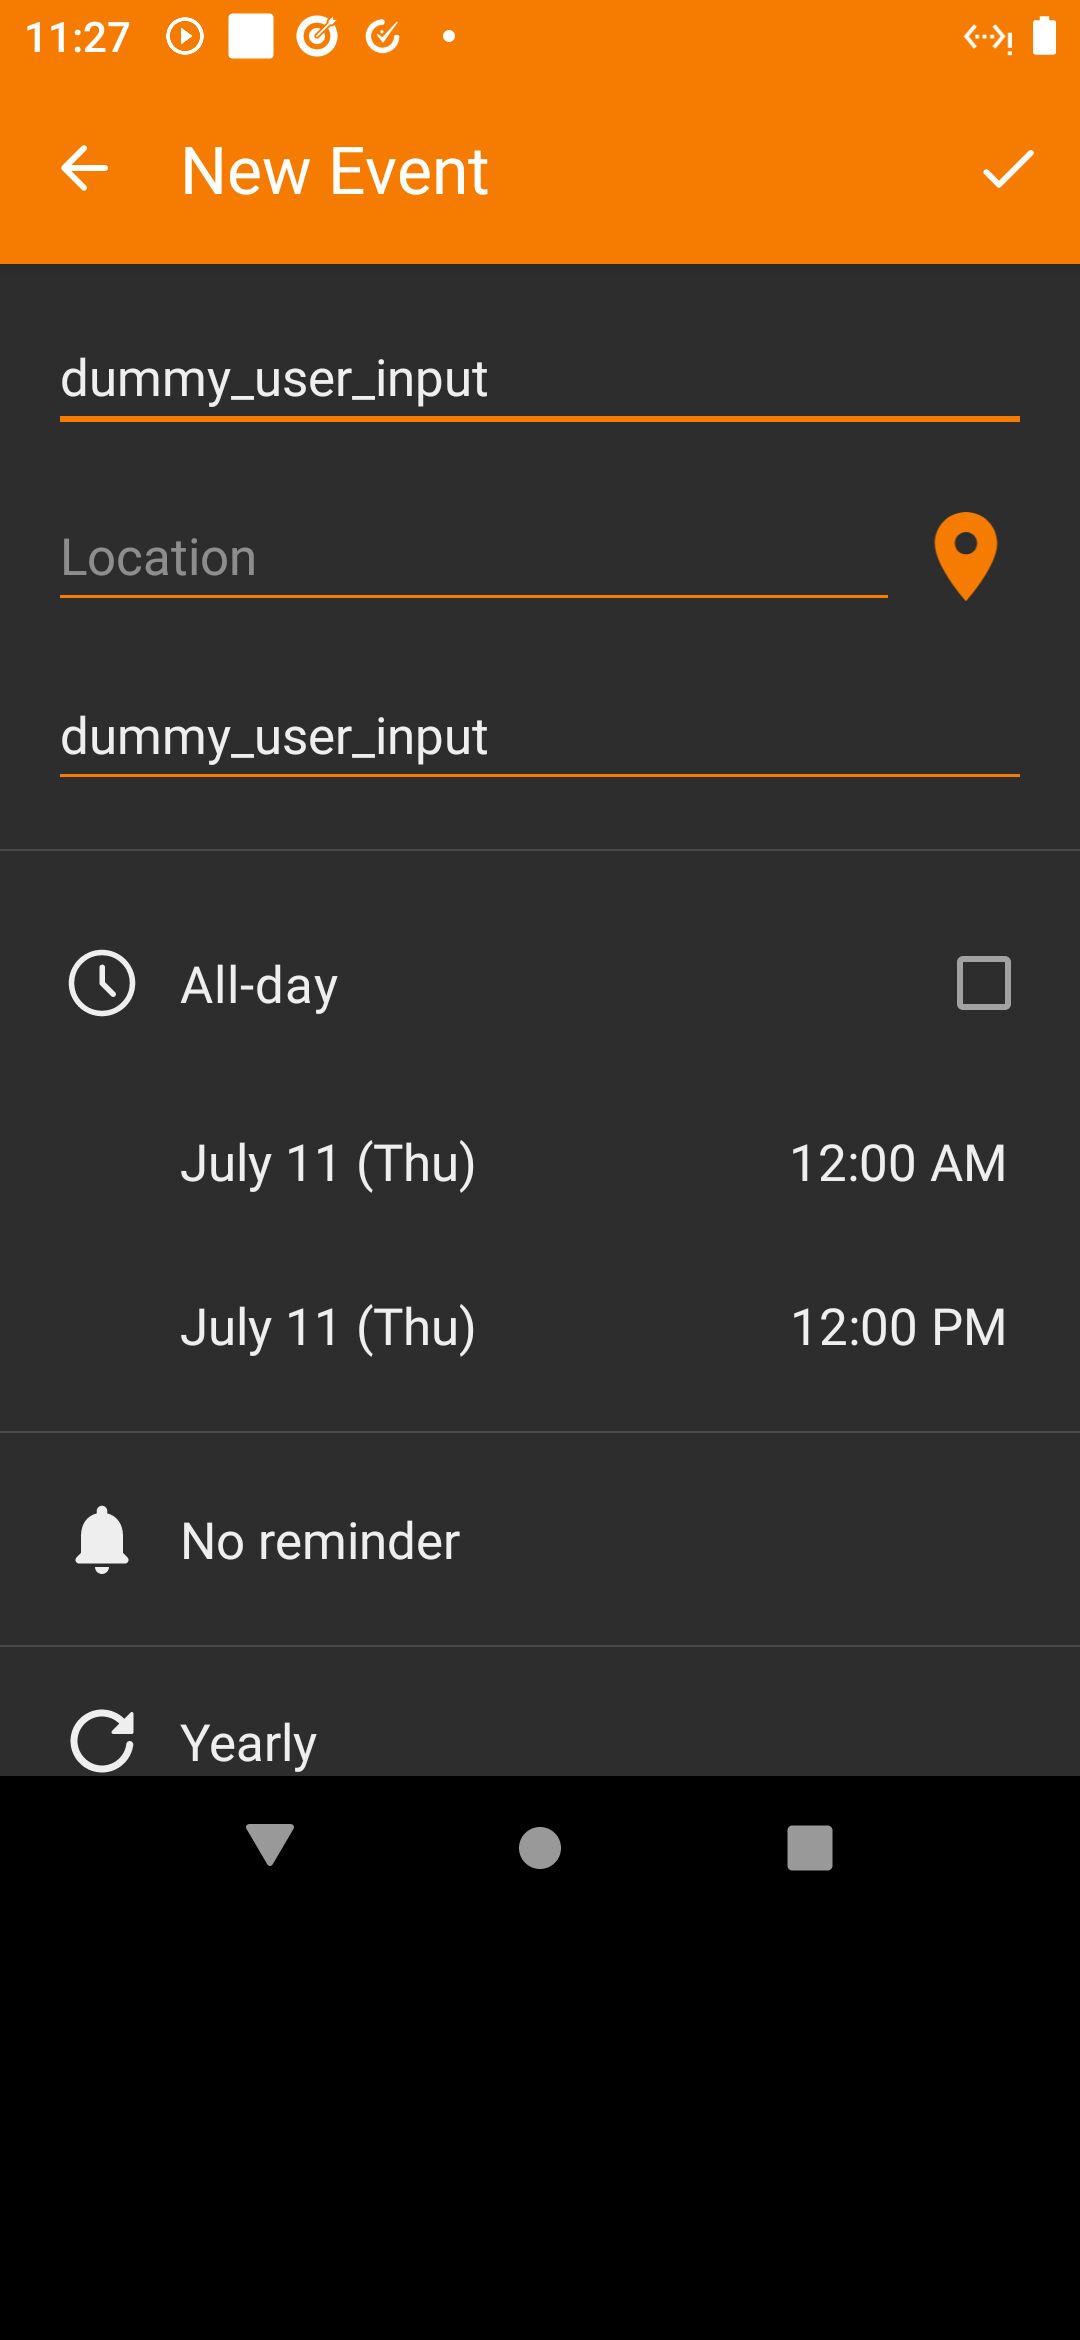 11:27
New Event
dummy_user_input
Location
dummy_user_input
All-day
July 11 (Thu) 12:00 AM
July 11 (Thu) 12:00 PM
No reminder
Yearly